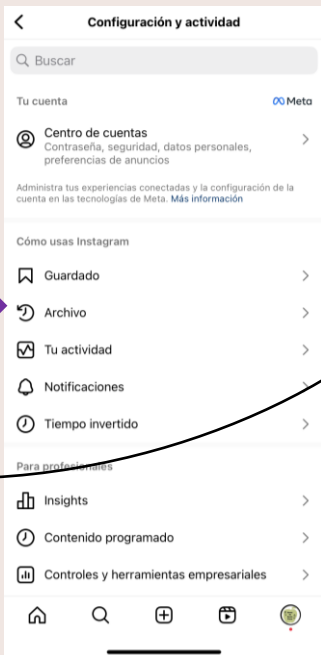 Configuración y actividad
Buscar
Tu cuenta
Meta
Centro de cuentas
Contraseña, seguridad, datos personales,
preferencias de anuncios
Administra tus experiencias conectadas y la configuración de la
cuenta en las tecnologías de Meta. Más información
Cómo usas Instagram
Guardado
Archivo
Tu actividad
Notificaciones
Tiempo invertido
Para profesionales
Insights
Contenido programado
Controles y herramientas empresariales